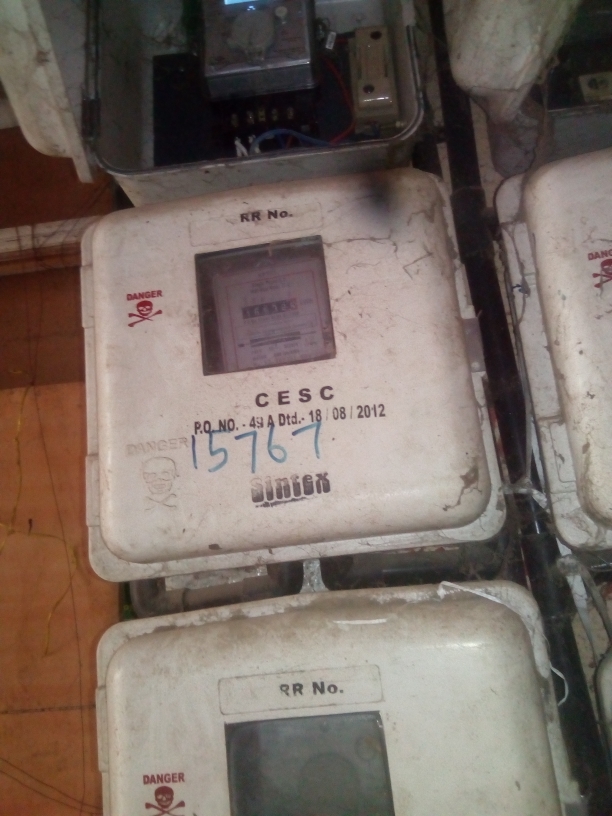 RR No.
DANGER
CESC
P.O. NO. - 49 A Dtd.- 18 / 08 / 2012
DANGER
15767
Sintex
RR No.
DANGER